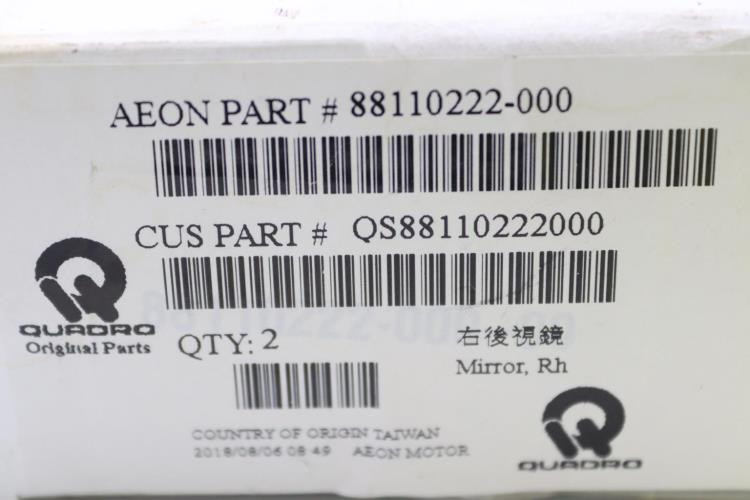 AEON PART # 88110222-000
CUS PART # QS88110222000
QUADRO
Original Parts
QTY: 2
右後視鏡
Mirror, Rh
COUNTRY OF ORIGIN TAIWAN
2018/08/06 08:49 AEON MOTOR
QUADRO